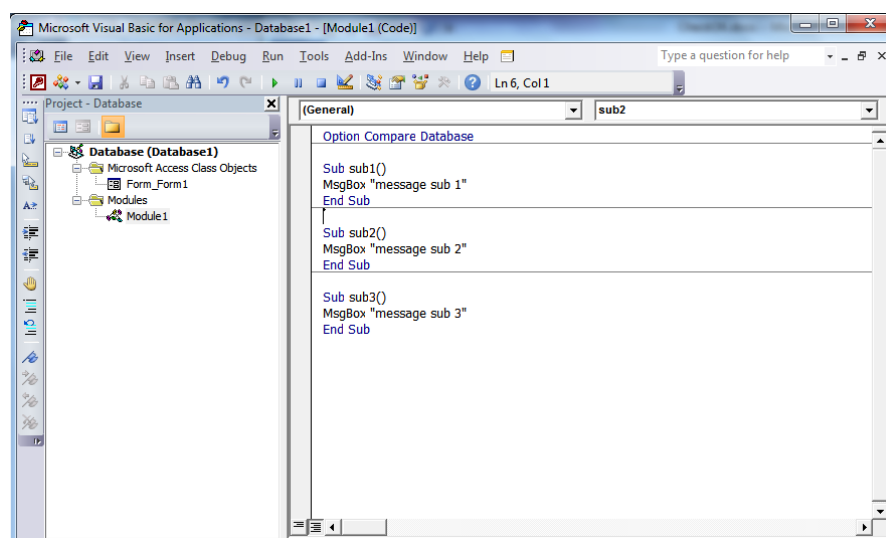 Microsoft Visual Basic for Applications - Database1 - [Module1 (Code)]
File Edit View Insert Debug Run Tools Add-Ins Window Help Type a question for help
Ln 6, Col 1
Project - Database
(General) sub2
Database (Database1)
Microsoft Access Class Objects
Form_Form1
Modules
Module1
Option Compare Database
Sub sub1()
MsgBox "message sub 1"
End Sub
Sub sub2()
MsgBox "message sub 2"
End Sub
Sub sub3()
MsgBox "message sub 3"
End Sub